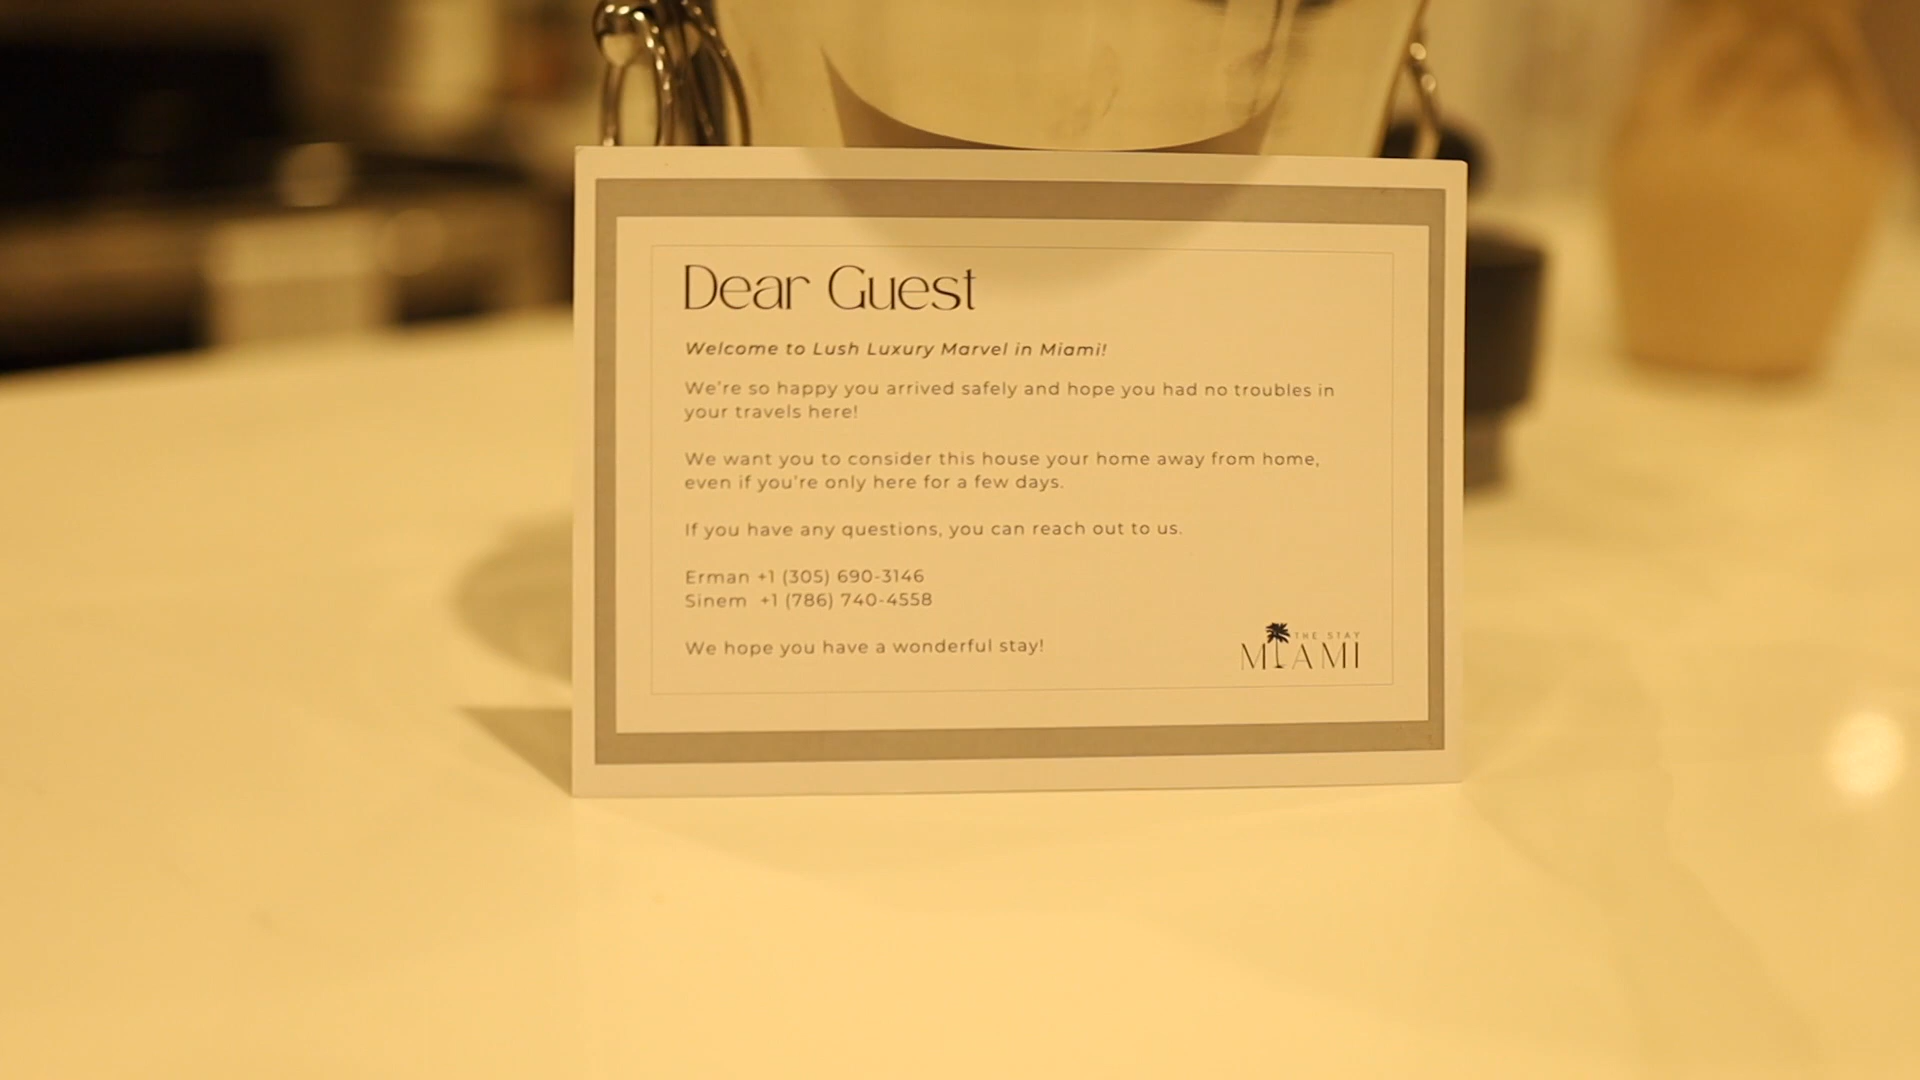 Dear Guest
Welcome to Lush Luxury Marvel in Miami!
We're so happy you arrived safely and hope you had no troubles in
your travels here!
We want you to consider this house your home away from home,
even if you're only here for a few days.
If you have any questions, you can reach out to us.
Erman +1 (305) 690-3146
Sinem +1 (786) 740-4558
We hope you have a wonderful stay!
THE STAY
MIAMI